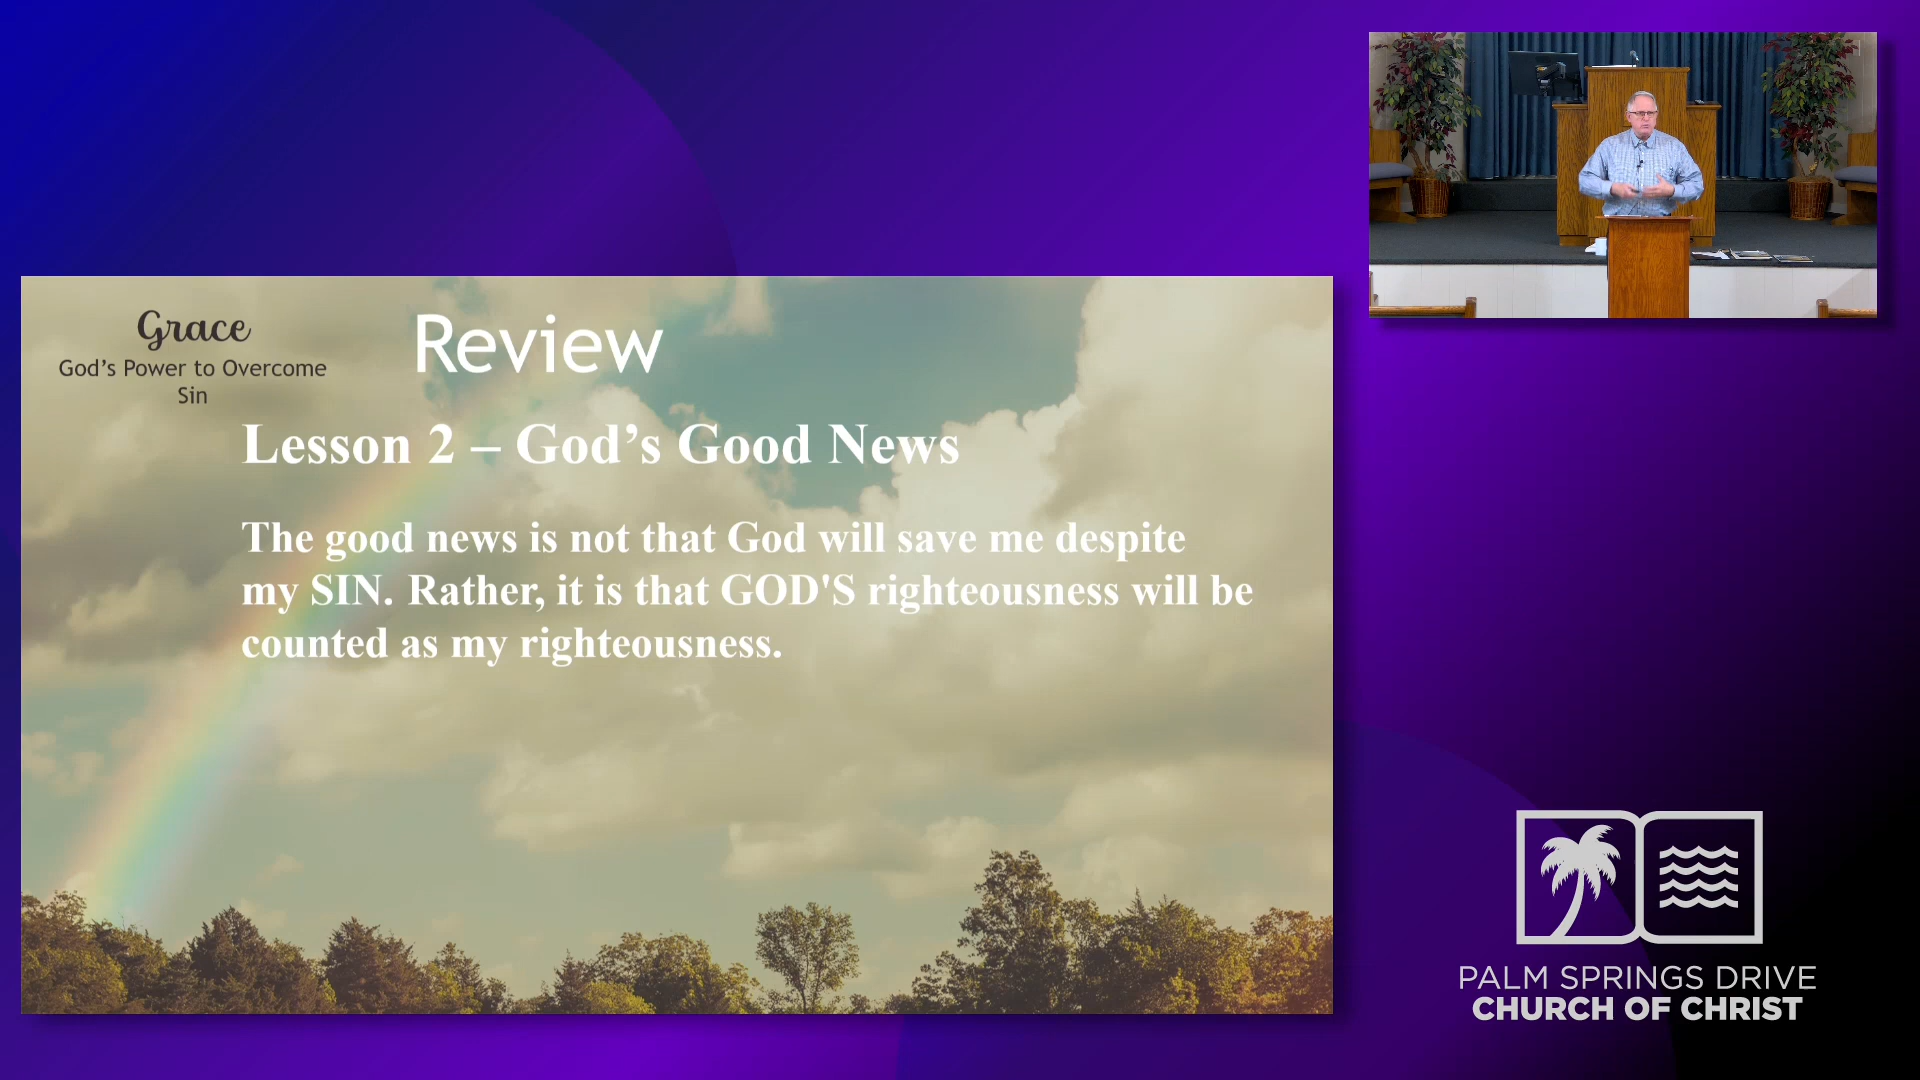 Grace
God’s Power to Overcome
Sin
Review
Lesson 2 – God’s Good News
The good news is not that God will save me despite
my SIN. Rather, it is that GOD'S righteousness will be
counted as my righteousness.
PALM SPRINGS DRIVE
CHURCH OF CHRIST